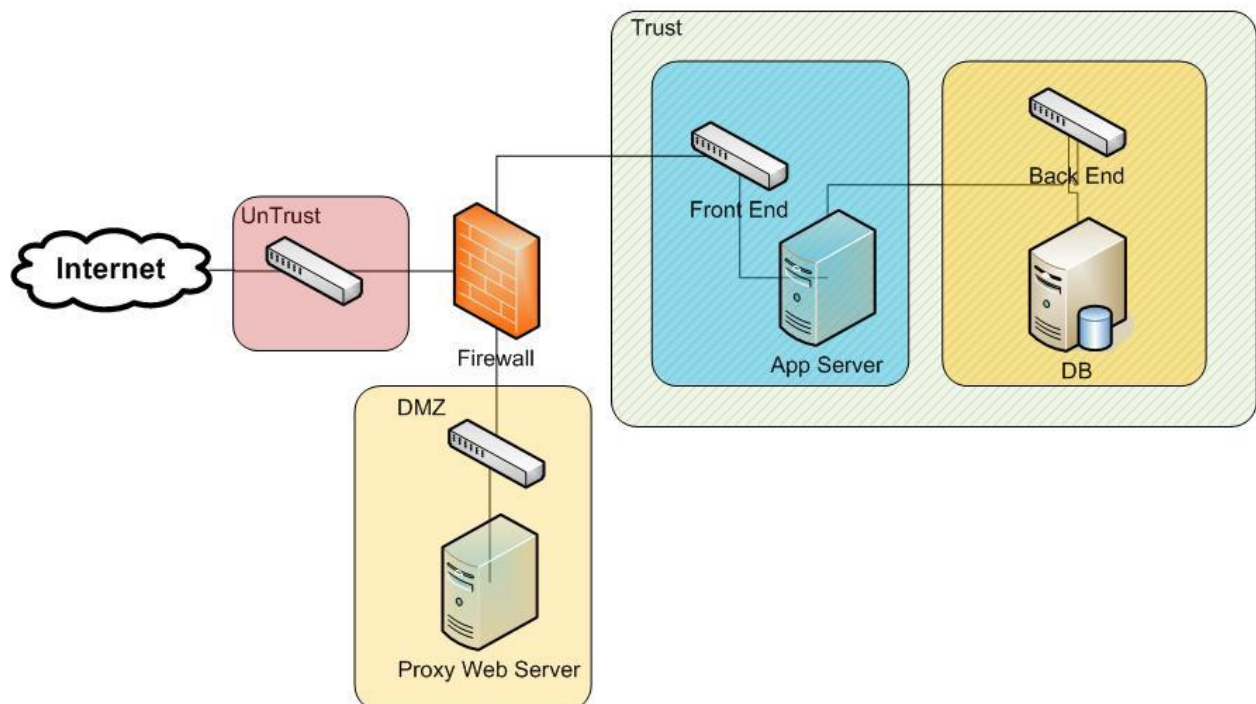 Trust
UnTrust
Internet
Front End
Back End
Firewall
App Server
DB
DMZ
Proxy Web Server